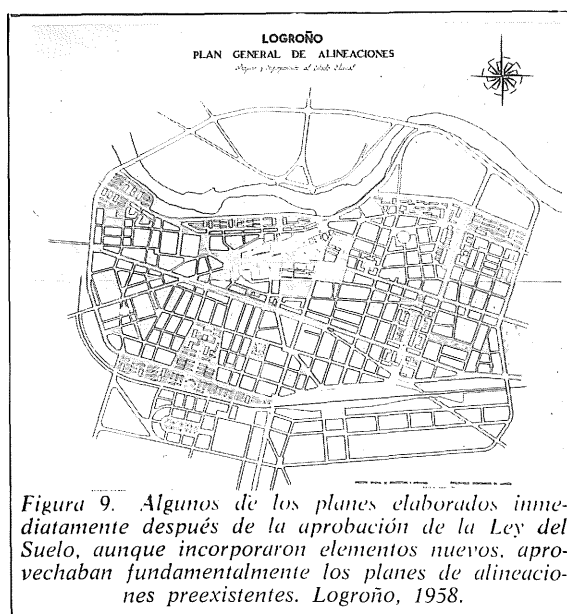 LOGROÑO
PLAN GENERAL DE ALINEACIONES
Figura 9. Algunos de los planes elaborados inme-
diatamente después de la aprobación de la Ley del
Suelo, aunque incorporaron elementos nuevos, apro-
vechaban fundamentalmente los planes de alineacio-
nes preexistentes. Logroño, 1958.